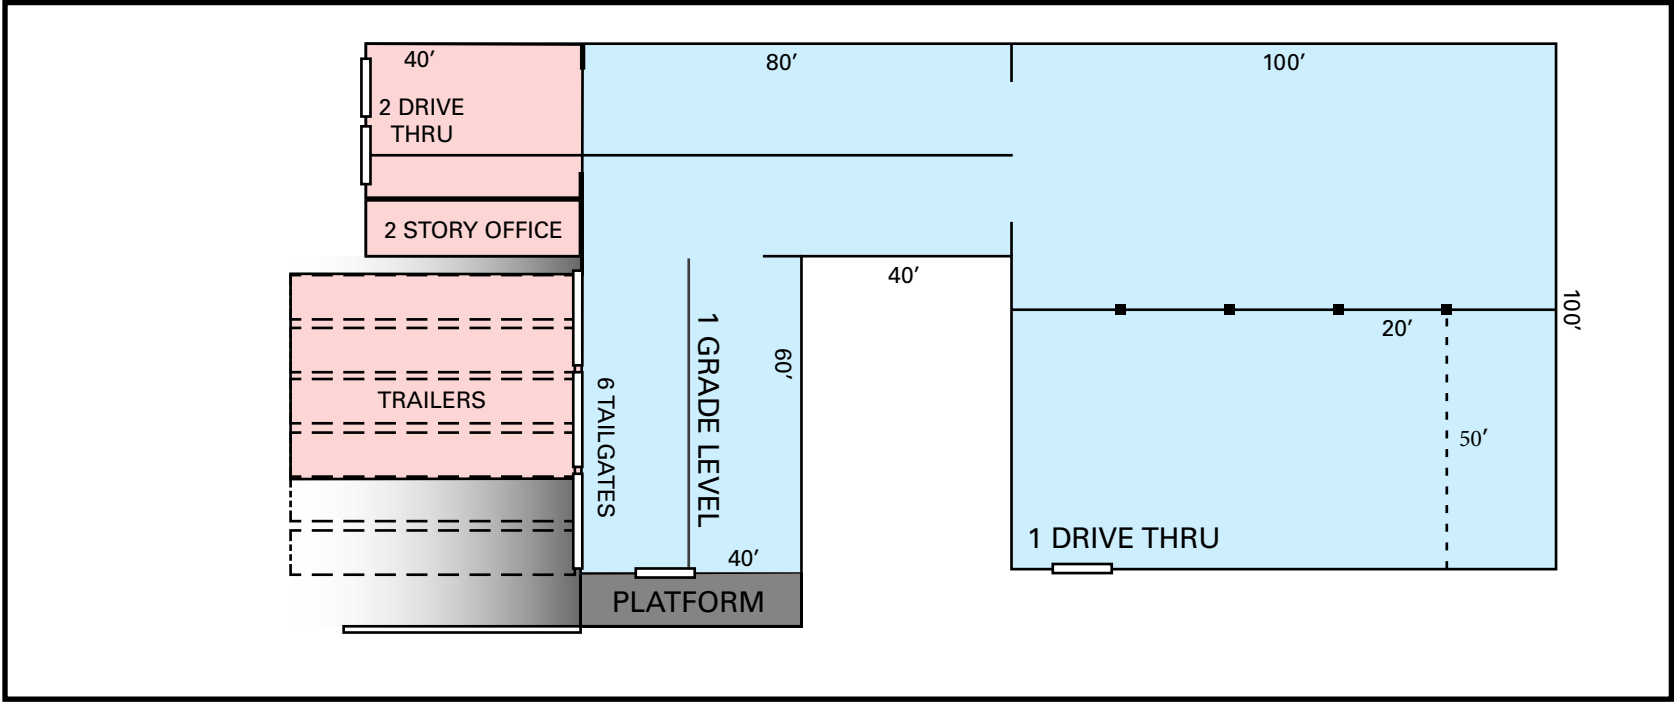 40′
80′
100′
2 DRIVE
THRU
2 STORY OFFICE
40′
100′
1 GRADE LEVEL
60′
20′
TRAILERS
6 TAILGATES
50′
1 DRIVE THRU
40′
PLATFORM